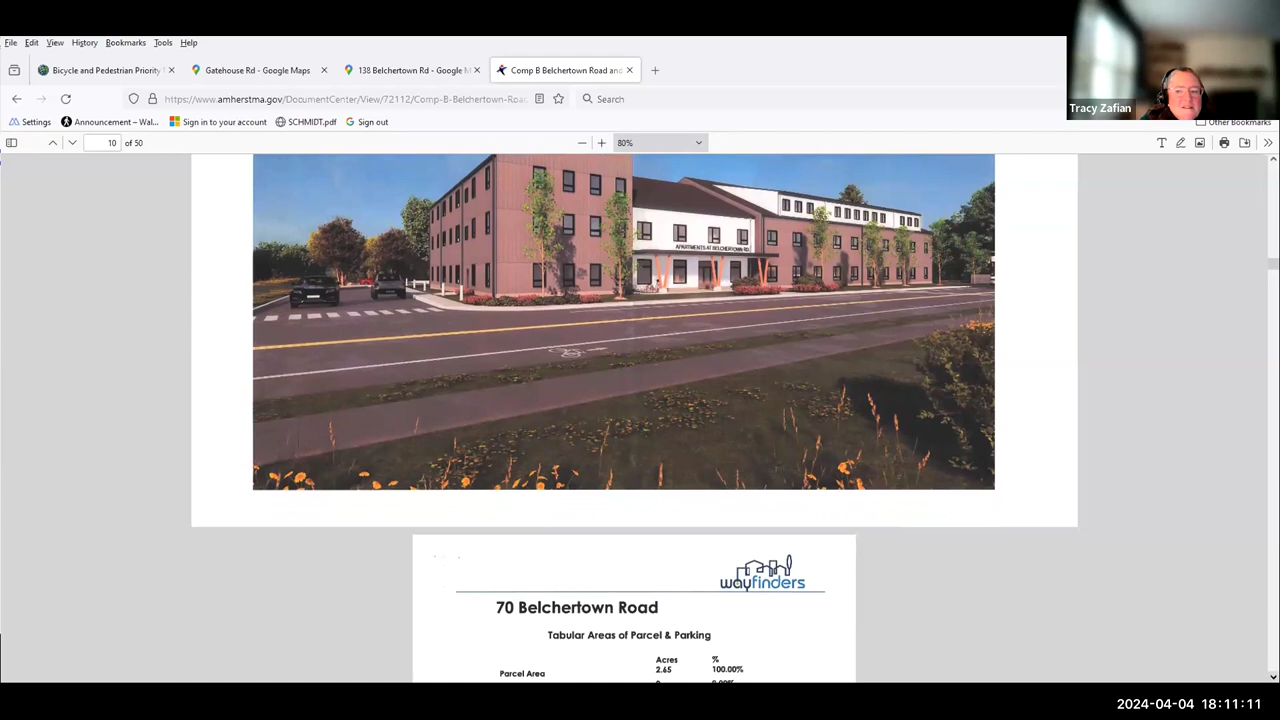 File Edit View History Bookmarks Tools Help
Bicycle and Pedestrian Priority
Gatehouse Rd - Google Maps
138 Belchertown Rd - Google M
Comp B Belchertown Road and
https://www.amherstma.gov/DocumentCenter/View/72112/Comp-B-Belchertown-Road
Search
Tracy Zafian
Settings
Announcement – Wal...
Sign in to your account
SCHMIDT.pdf
Sign out
Other Bookmarks
10 of 50
80%
APARTMENTS AT BELCHERTOWN RD
wayfinders
70 Belchertown Road
Tabular Areas of Parcel & Parking
Acres %
Parcel Area 2.65 100.00%
2024-04-04 18:11:11